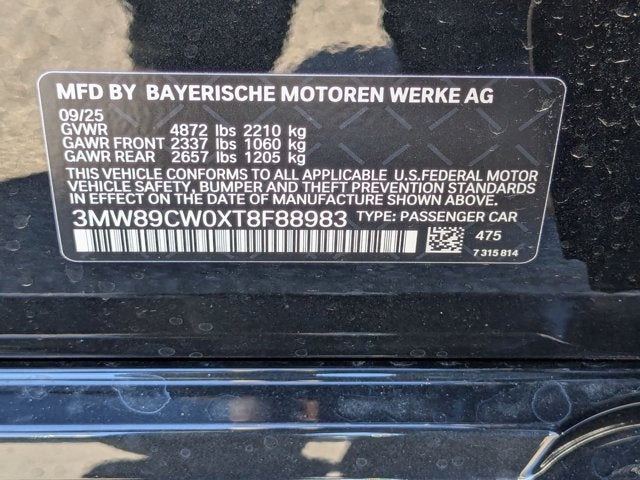 MFD BY BAYERISCHE MOTOREN WERKE AG
09/25
GVWR 4872 lbs 2210 kg
GAWR FRONT 2337 lbs 1060 kg
GAWR REAR 2657 lbs 1205 kg
THIS VEHICLE CONFORMS TO ALL APPLICABLE U.S.FEDERAL MOTOR
VEHICLE SAFETY, BUMPER AND THEFT PREVENTION STANDARDS
IN EFFECT ON THE DATE OF MANUFACTURE SHOWN ABOVE.
3MW89CW0XT8F88983 TYPE: PASSENGER CAR
475
7 315 814